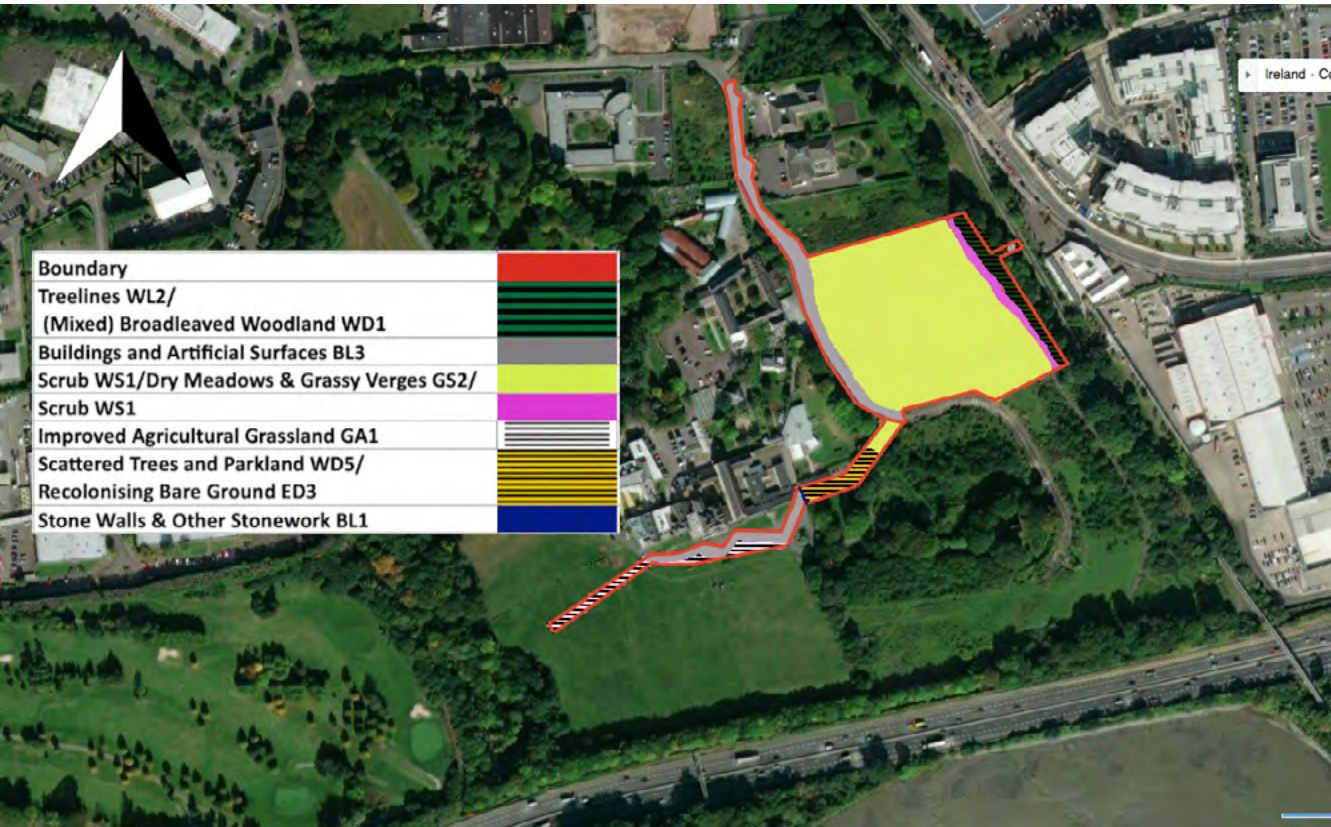 Ireland - Co
N
Boundary
Treelines WL2/
(Mixed) Broadleaved Woodland WD1
Buildings and Artificial Surfaces BL3
Scrub WS1/Dry Meadows & Grassy Verges GS2/
Scrub WS1
Improved Agricultural Grassland GA1
Scattered Trees and Parkland WD5/
Recolonising Bare Ground ED3
Stone Walls & Other Stonework BL1